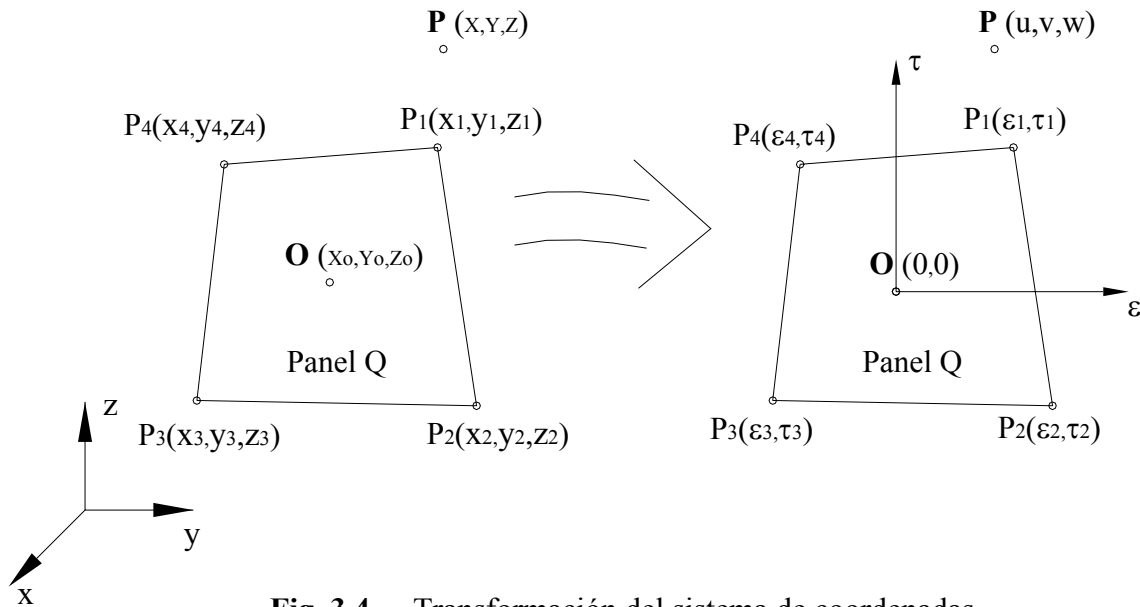 P (X,Y,Z)
P4(x4,y4,z4)
P1(x1,y1,z1)
O (Xo,Yo,Zo)
Panel Q
P3(x3,y3,z3)
P2(x2,y2,z2)
z
y
x
P (u,v,w)
τ
P4(ε4,τ4)
P1(ε1,τ1)
O (0,0)
ε
Panel Q
P3(ε3,τ3)
P2(ε2,τ2)
Fig. 3.4 Transformación del sistema de coordenadas